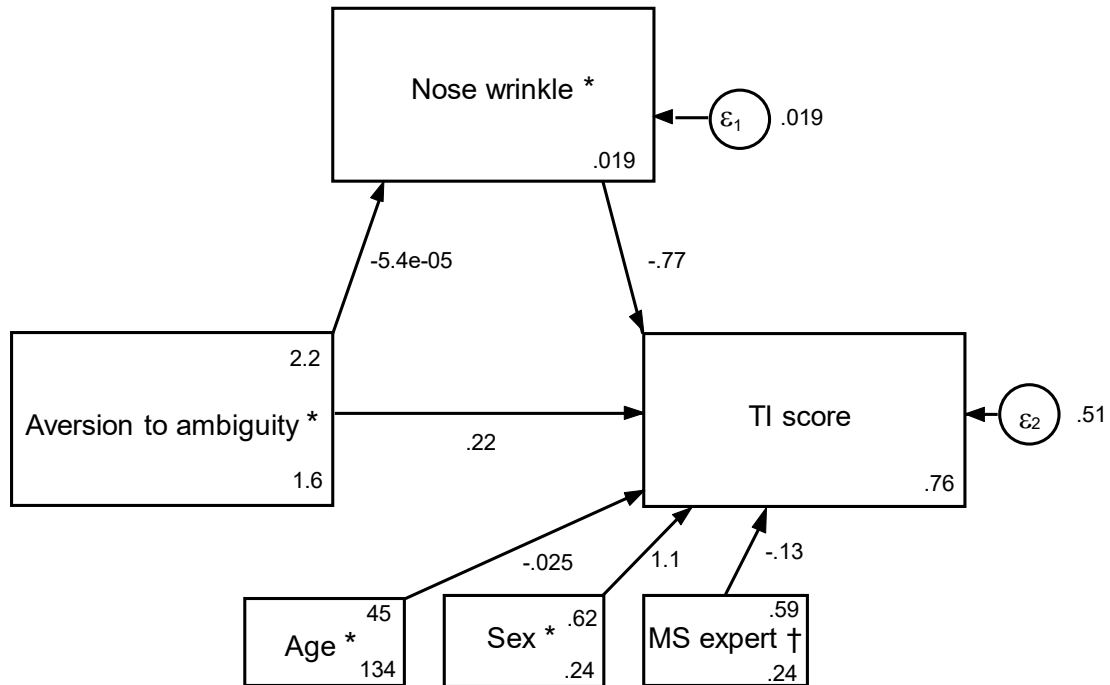 Nose wrinkle *
.019
ε1
.019
-5.4e-05
-.77
2.2
Aversion to ambiguity *
1.6
.22
TI score
.76
ε2
.51
-.025
1.1
-.13
45
Age *
134
.62
Sex *
.24
.59
MS expert †
.24